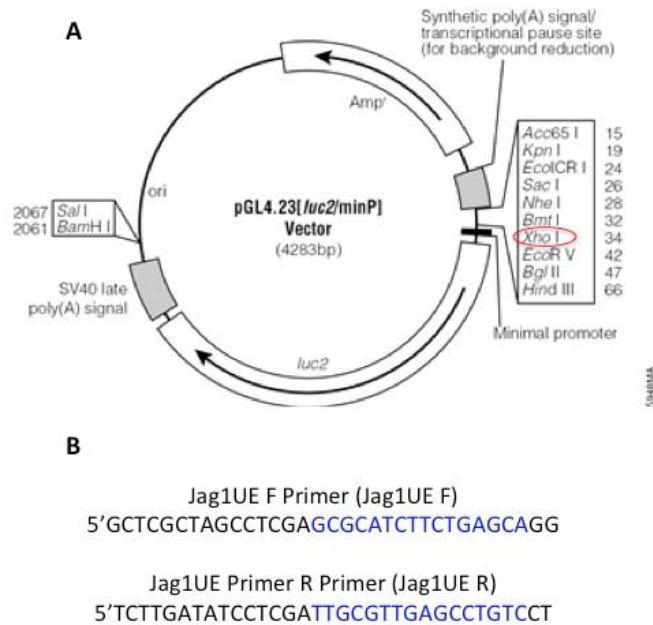 A
Synthetic poly(A) signal/
transcriptional pause site
(for background reduction)
Ampʳ
Acc65 I 15
Kpn I 19
EcoICR I 24
Sac I 26
Nhe I 28
Bmt I 32
Xho I 34
EcoR V 42
Bgl II 47
Hind III 66
ori
pGL4.23[luc2/minP]
Vector
(4283bp)
2067 Sal I
2061 BamH I
SV40 late
poly(A) signal
Minimal promoter
luc2
5948MA
B
Jag1UE F Primer (Jag1UE F)
5’GCTCGCTAGCCTCGAGCGCATCTTCTGAGCAGG
Jag1UE Primer R Primer (Jag1UE R)
5’TCTTGATATCCTCGATTGCGTTGAGCCTGTCCT